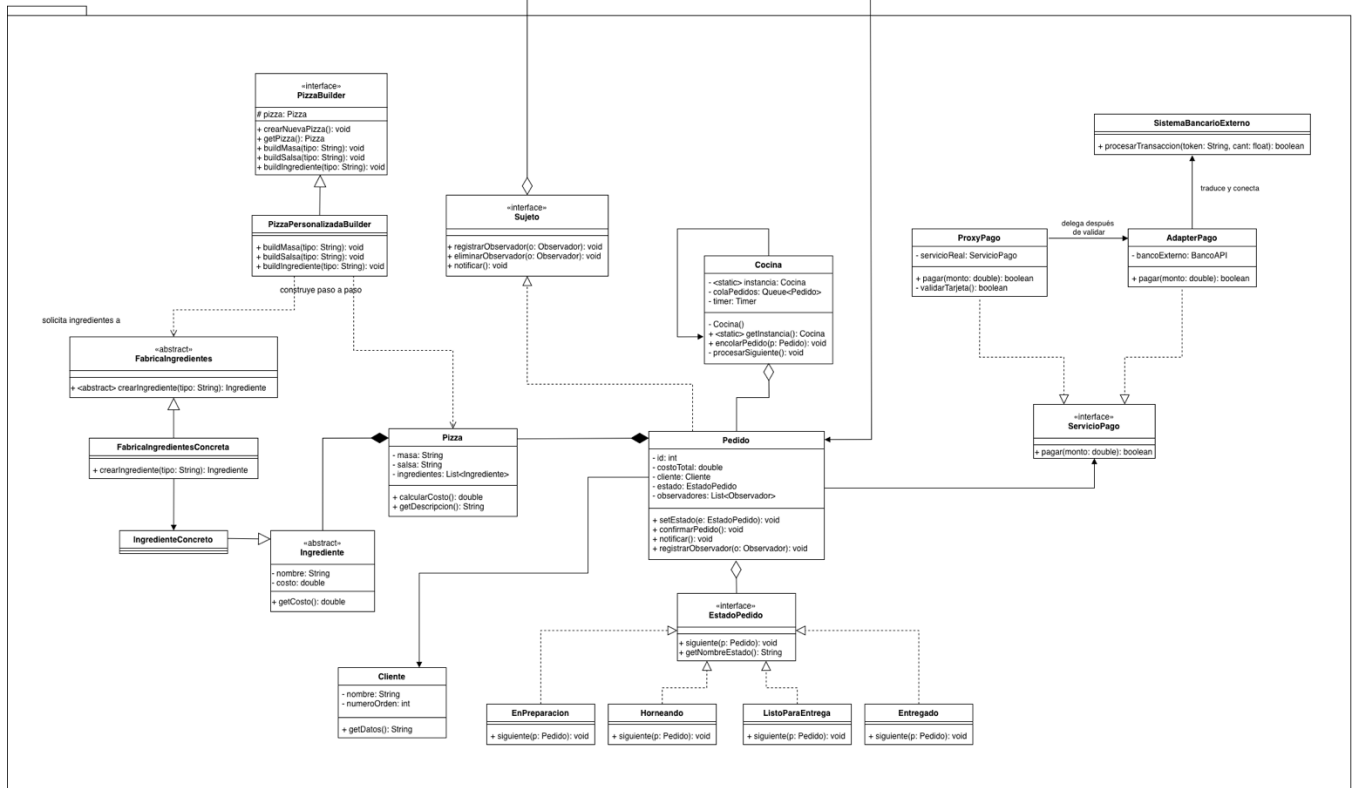 «interface»
PizzaBuilder
# pizza: Pizza
+ crearNuevaPizza(): void
+ getPizza(): Pizza
+ buildMasa(tipo: String): void
+ buildSalsa(tipo: String): void
+ buildIngrediente(tipo: String): void
PizzaPersonalizadaBuilder
+ buildMasa(tipo: String): void
+ buildSalsa(tipo: String): void
+ buildIngrediente(tipo: String): void
construye paso a paso
solicita ingredientes a
«abstract»
FabricaIngredientes
+ <abstract> crearIngrediente(tipo: String): Ingrediente
FabricaIngredientesConcreta
+ crearIngrediente(tipo: String): Ingrediente
IngredienteConcreto
«abstract»
Ingrediente
- nombre: String
- costo: double
+ getCosto(): double
Pizza
- masa: String
- salsa: String
- ingredientes: List<Ingrediente>
+ calcularCosto(): double
+ getDescripcion(): String
«interface»
Sujeto
+ registrarObservador(o: Observador): void
+ eliminarObservador(o: Observador): void
+ notificar(): void
Cocina
- <static> instancia: Cocina
- colaPedidos: Queue<Pedido>
- timer: Timer
- Cocina()
+ <static> getInstancia(): Cocina
+ encolarPedido(p: Pedido): void
- procesarSiguiente(): void
Pedido
- id: int
- costoTotal: double
- cliente: Cliente
- estado: EstadoPedido
- observadores: List<Observador>
+ setEstado(e: EstadoPedido): void
+ confirmarPedido(): void
+ notificar(): void
+ registrarObservador(o: Observador): void
«interface»
EstadoPedido
+ siguiente(p: Pedido): void
+ getNombreEstado(): String
Cliente
- nombre: String
- numeroOrden: int
+ getDatos(): String
EnPreparacion
+ siguiente(p: Pedido): void
Horneando
+ siguiente(p: Pedido): void
ListoParaEntrega
+ siguiente(p: Pedido): void
Entregado
+ siguiente(p: Pedido): void
SistemaBancarioExterno
+ procesarTransaccion(token: String, cant: float): boolean
traduce y conecta
delega después
de validar
ProxyPago
- servicioReal: ServicioPago
+ pagar(monto: double): boolean
- validarTarjeta(): boolean
AdapterPago
- bancoExterno: BancoAPI
+ pagar(monto: double): boolean
«interface»
ServicioPago
+ pagar(monto: double): boolean